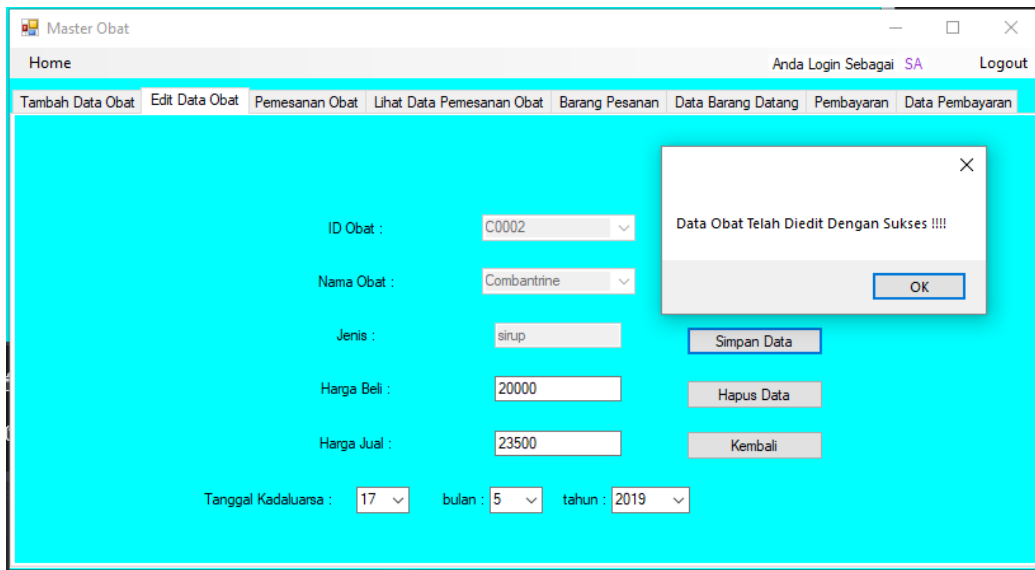 Master Obat
Home Anda Login Sebagai SA Logout
Tambah Data Obat Edit Data Obat Pemesanan Obat Lihat Data Pemesanan Obat Barang Pesanan Data Barang Datang Pembayaran Data Pembayaran
ID Obat : C0002
Data Obat Telah Diedit Dengan Sukses !!!!
Nama Obat : Combantrine
OK
Jenis : sirup Simpan Data
Harga Beli : 20000 Hapus Data
Harga Jual : 23500 Kembali
Tanggal Kadaluarsa : 17 bulan : 5 tahun : 2019